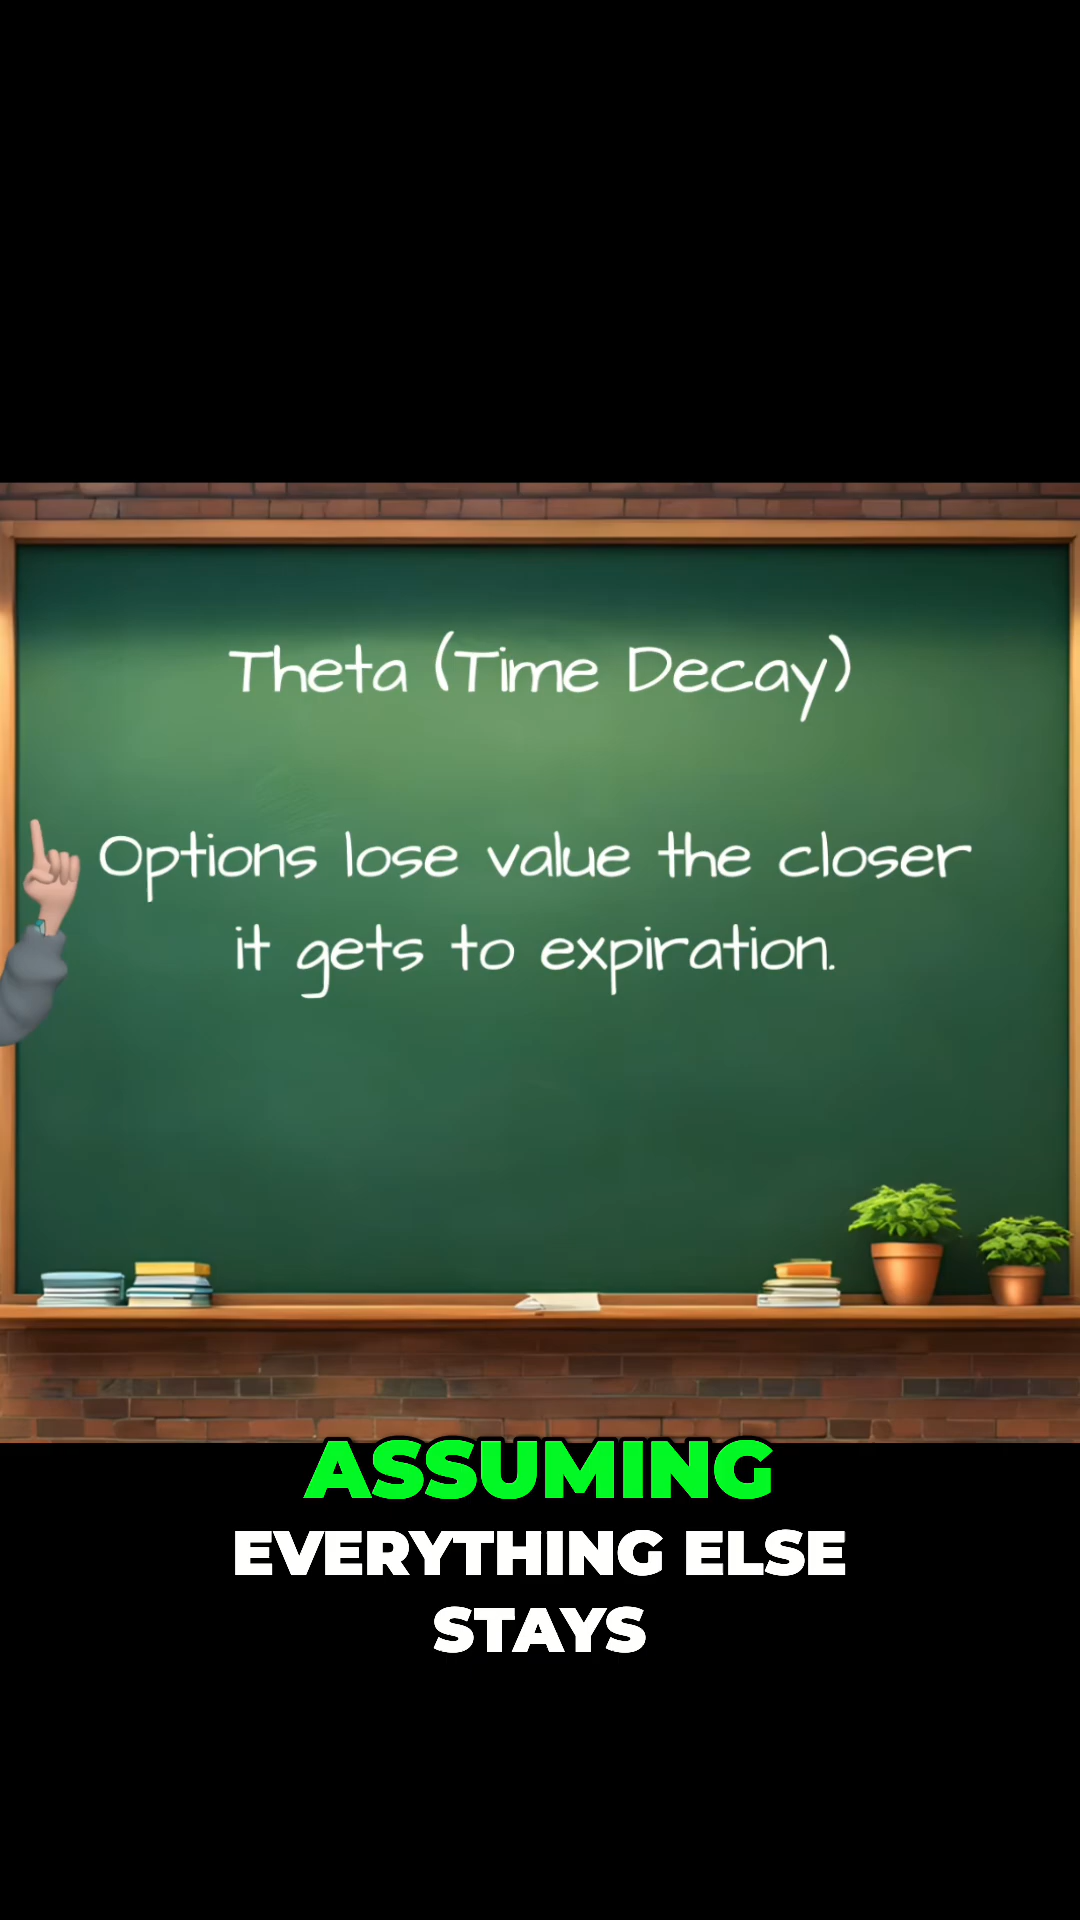 Theta (Time Decay)
Options lose value the closer
it gets to expiration.
ASSUMING
EVERYTHING ELSE
STAYS